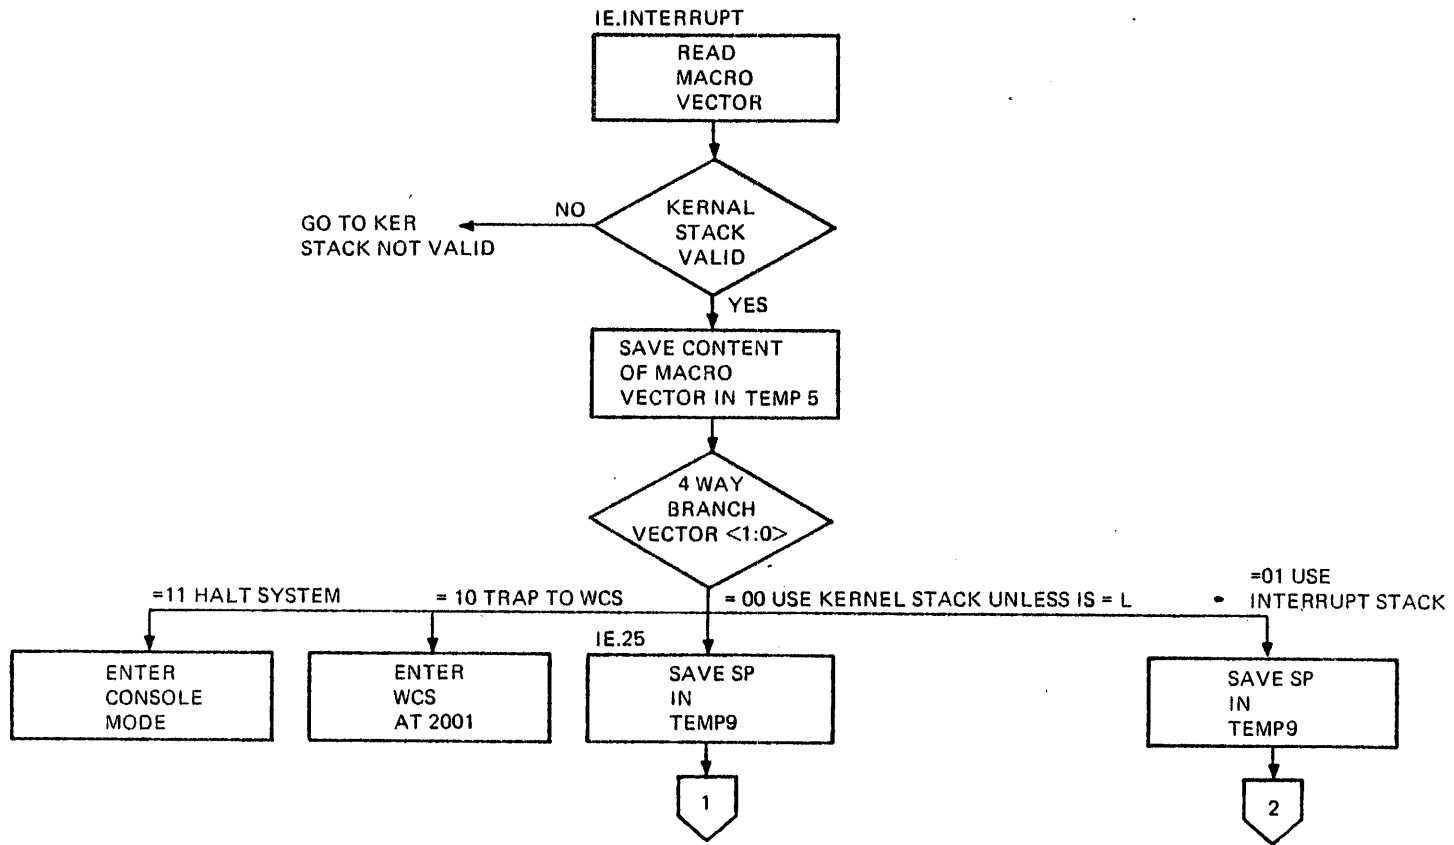 IE.INTERRUPT
READ
MACRO
VECTOR
NO
GO TO KER
STACK NOT VALID
KERNAL
STACK
VALID
YES
SAVE CONTENT
OF MACRO
VECTOR IN TEMP 5
4 WAY
BRANCH
VECTOR <1:0>
=11 HALT SYSTEM
= 10 TRAP TO WCS
= 00 USE KERNEL STACK UNLESS IS = L
=01 USE
INTERRUPT STACK
ENTER
CONSOLE
MODE
ENTER
WCS
AT 2001
IE.25
SAVE SP
IN
TEMP9
SAVE SP
IN
TEMP9
1
2